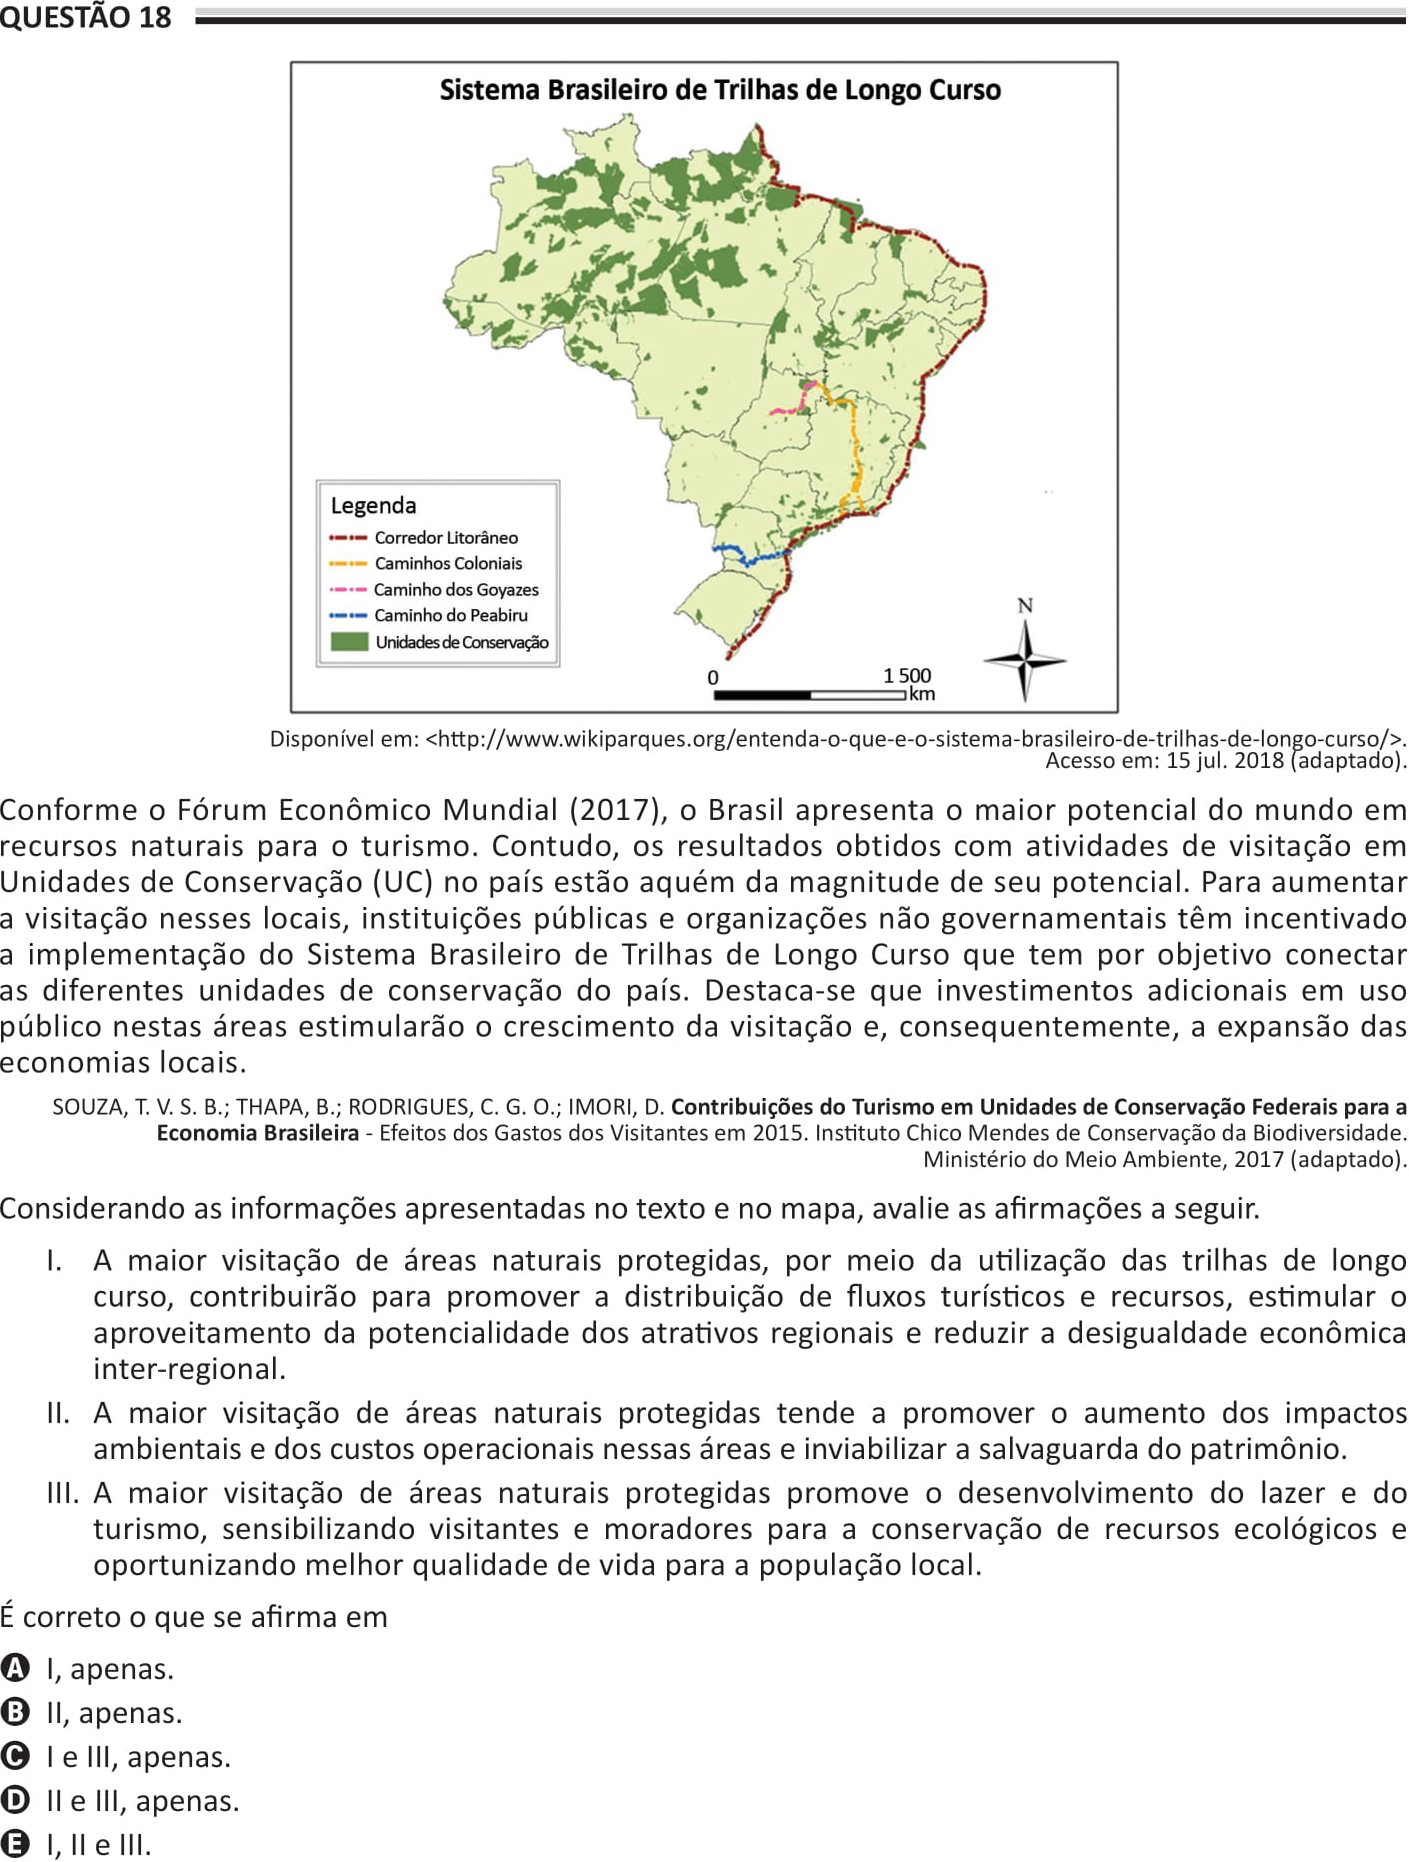 QUESTÃO 18
Sistema Brasileiro de Trilhas de Longo Curso
Legenda
Corredor Litorâneo
Caminhos Coloniais
Caminho dos Goyazes
Caminho do Peabiru
Unidades de Conservação
N
0 1 500
km
Disponível em: <http://www.wikiparques.org/entenda-o-que-e-o-sistema-brasileiro-de-trilhas-de-longo-curso/>.
Acesso em: 15 jul. 2018 (adaptado).
Conforme o Fórum Econômico Mundial (2017), o Brasil apresenta o maior potencial do mundo em
recursos naturais para o turismo. Contudo, os resultados obtidos com atividades de visitação em
Unidades de Conservação (UC) no país estão aquém da magnitude de seu potencial. Para aumentar
a visitação nesses locais, instituições públicas e organizações não governamentais têm incentivado
a implementação do Sistema Brasileiro de Trilhas de Longo Curso que tem por objetivo conectar
as diferentes unidades de conservação do país. Destaca-se que investimentos adicionais em uso
público nestas áreas estimularão o crescimento da visitação e, consequentemente, a expansão das
economias locais.
SOUZA, T. V. S. B.; THAPA, B.; RODRIGUES, C. G. O.; IMORI, D. Contribuições do Turismo em Unidades de Conservação Federais para a
Economia Brasileira - Efeitos dos Gastos dos Visitantes em 2015. Instituto Chico Mendes de Conservação da Biodiversidade.
Ministério do Meio Ambiente, 2017 (adaptado).
Considerando as informações apresentadas no texto e no mapa, avalie as afirmações a seguir.
I. A maior visitação de áreas naturais protegidas, por meio da utilização das trilhas de longo
curso, contribuirão para promover a distribuição de fluxos turísticos e recursos, estimular o
aproveitamento da potencialidade dos atrativos regionais e reduzir a desigualdade econômica
inter-regional.
II. A maior visitação de áreas naturais protegidas tende a promover o aumento dos impactos
ambientais e dos custos operacionais nessas áreas e inviabilizar a salvaguarda do patrimônio.
III. A maior visitação de áreas naturais protegidas promove o desenvolvimento do lazer e do
turismo, sensibilizando visitantes e moradores para a conservação de recursos ecológicos e
oportunizando melhor qualidade de vida para a população local.
É correto o que se afirma em
A I, apenas.
B II, apenas.
C I e III, apenas.
D II e III, apenas.
E I, II e III.